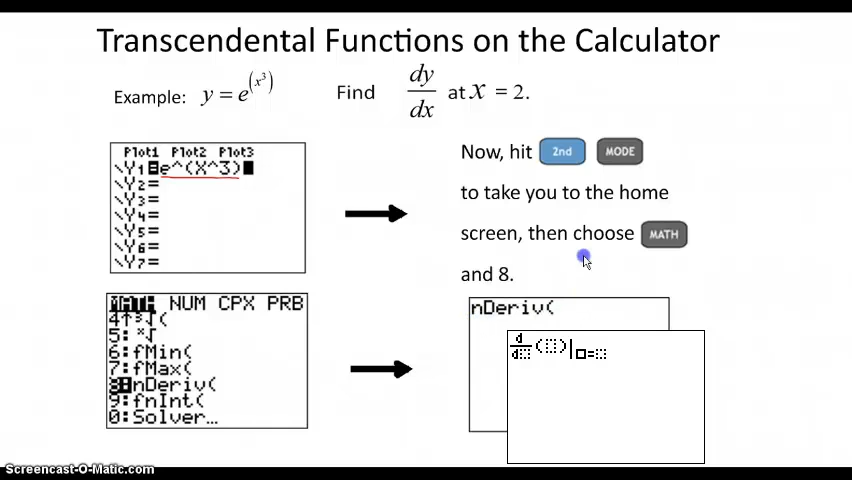 Transcendental Functions on the Calculator
Example: y = e^(x^3) Find dy/dx at x = 2.
Plot1 Plot2 Plot3
\Y1=e^(X^3)
\Y2=
\Y3=
\Y4=
\Y5=
\Y6=
\Y7=
Now, hit 2nd MODE
to take you to the home
screen, then choose MATH
and 8.
MATH NUM CPX PRB
4↑³√(
5: ˣ√
6:fMin(
7:fMax(
8:nDeriv(
9:fnInt(
0:Solver…
nDeriv(
d/d□(□)|□=□
Screencast-O-Matic.com